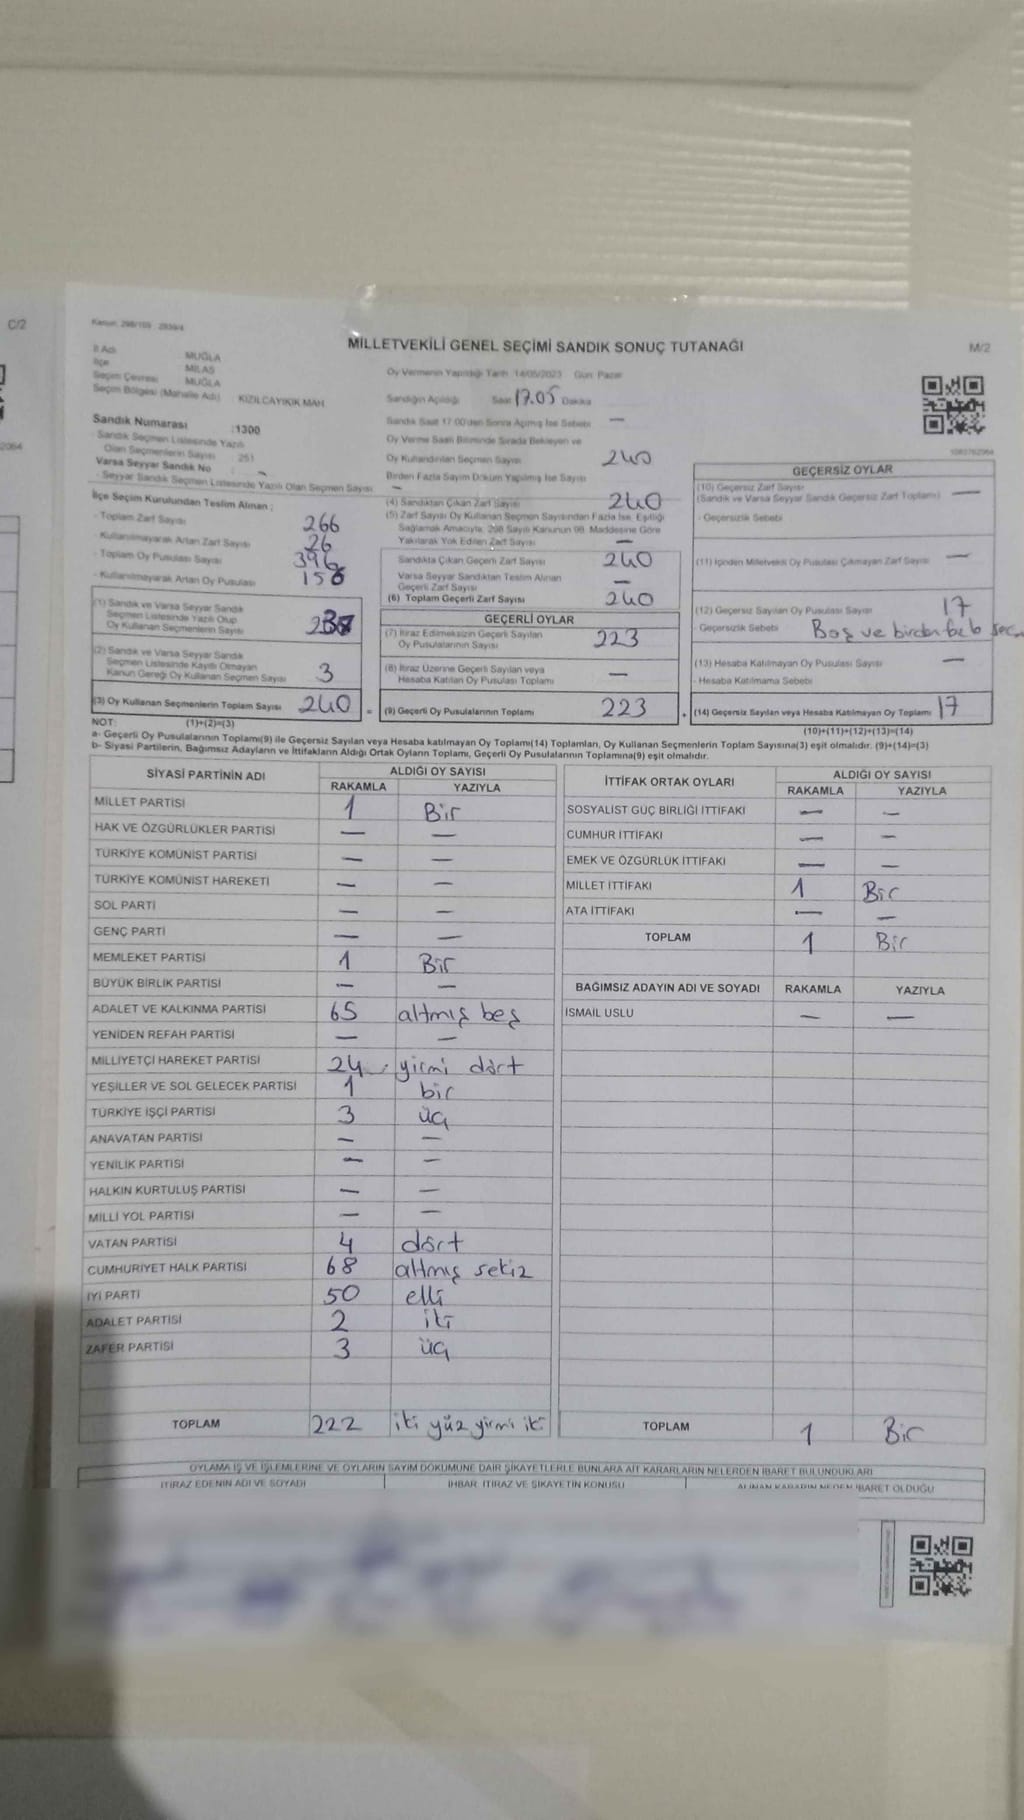 C/2
Kanun: 298/105 : 2839/4
MİLLETVEKİLİ GENEL SEÇİMİ SANDIK SONUÇ TUTANAĞI
M/2
İl Adı MUĞLA
İlçe MİLAS
Seçim Çevresi MUĞLA
Seçim Bölgesi (Mahalle Adı) : KIZILCAYIKIK MAH.
Sandık Numarası :1300
Sandık Seçmen Listesinde Yazılı
Olan Seçmenlerin Sayısı : 251
Varsa Seyyar Sandık No : -
Seyyar Sandık Seçmen Listesinde Yazılı Olan Seçmen Sayısı —
İlçe Seçim Kurulundan Teslim Alınan ;
- Toplam Zarf Sayısı 266
- Kullanılmayarak Artan Zarf Sayısı 26
- Toplam Oy Pusulası Sayısı 396
- Kullanılmayarak Artan Oy Pusulası 156
(1) Sandık ve Varsa Seyyar Sandık
Seçmen Listesinde Yazılı Olup
Oy Kullanan Seçmenlerin Sayısı 237
(2) Sandık ve Varsa Seyyar Sandık
Seçmen Listesinde Kayıtlı Olmayan
Kanun Gereği Oy Kullanan Seçmen Sayısı 3
(3) Oy Kullanan Seçmenlerin Toplam Sayısı 240
Oy Vermenin Yapıldığı Tarih : 14/05/2023 Gün: Pazar
Sandığın Açıldığı Saat 17.05 Dakika
Sandık Saat 17:00'den Sonra Açılmış İse Sebebi —
Oy Verme Saati Bitiminde Sırada Bekleyen ve
Oy Kullandırılan Seçmen Sayısı 240
Birden Fazla Sayım Döküm Yapılmış İse Sayısı
(4) Sandıktan Çıkan Zarf Sayısı 240
(5) Zarf Sayısı Oy Kullanan Seçmen Sayısından Fazla İse, Eşitliği
Sağlamak Amacıyla, 298 Sayılı Kanunun 98. Maddesine Göre
Yakılarak Yok Edilen Zarf Sayısı —
Sandıkta Çıkan Geçerli Zarf Sayısı 240
Varsa Seyyar Sandıktan Teslim Alınan
Geçerli Zarf Sayısı —
(6) Toplam Geçerli Zarf Sayısı 240
GEÇERLİ OYLAR
(7) İtiraz Edilmeksizin Geçerli Sayılan
Oy Pusulalarının Sayısı 223
(8) İtiraz Üzerine Geçerli Sayılan veya
Hesaba Katılan Oy Pusulası Toplamı —
(9) Geçerli Oy Pusulalarının Toplamı 223
GEÇERSİZ OYLAR
(10) Geçersiz Zarf Sayısı
(Sandık ve Varsa Seyyar Sandık Geçersiz Zarf Toplamı) —
- Geçersizlik Sebebi
(11) İçinden Milletvekili Oy Pusulası Çıkmayan Zarf Sayısı —
(12) Geçersiz Sayılan Oy Pusulası Sayısı 17
- Geçersizlik Sebebi Boş ve birden
(13) Hesaba Katılmayan Oy Pusulası Sayısı —
- Hesaba Katılmama Sebebi
(14) Geçersiz Sayılan veya Hesaba Katılmayan Oy Toplamı 17
NOT: (1)+(2)=(3) (10)+(11)+(12)+(13)=(14)
a- Geçerli Oy Pusulalarının Toplamı(9) ile Geçersiz Sayılan veya Hesaba katılmayan Oy Toplamı(14) Toplamları, Oy Kullanan Seçmenlerin Toplam Sayısına(3) eşit olmalıdır. (9)+(14)=(3)
b- Siyasi Partilerin, Bağımsız Adayların ve İttifakların Aldığı Ortak Oyların Toplamı, Geçerli Oy Pusulalarının Toplamına(9) eşit olmalıdır.
SİYASİ PARTİNİN ADI ALDIĞI OY SAYISI
RAKAMLA YAZIYLA
MİLLET PARTİSİ 1 Bir
HAK VE ÖZGÜRLÜKLER PARTİSİ — —
TÜRKİYE KOMÜNİST PARTİSİ — —
TÜRKİYE KOMÜNİST HAREKETİ — —
SOL PARTİ — —
GENÇ PARTİ — —
MEMLEKET PARTİSİ 1 Bir
BÜYÜK BİRLİK PARTİSİ — —
ADALET VE KALKINMA PARTİSİ 65 altmış beş
YENİDEN REFAH PARTİSİ — —
MİLLİYETÇİ HAREKET PARTİSİ 24 yirmi dört
YEŞİLLER VE SOL GELECEK PARTİSİ 1 bir
TÜRKİYE İŞÇİ PARTİSİ 3 üç
ANAVATAN PARTİSİ — —
YENİLİK PARTİSİ — —
HALKIN KURTULUŞ PARTİSİ — —
MİLLİ YOL PARTİSİ — —
VATAN PARTİSİ 4 dört
CUMHURİYET HALK PARTİSİ 68 altmış sekiz
İYİ PARTİ 50 elli
ADALET PARTİSİ 2 iki
ZAFER PARTİSİ 3 üç
TOPLAM 222 iki yüz yirmi iki
İTTİFAK ORTAK OYLARI ALDIĞI OY SAYISI
RAKAMLA YAZIYLA
SOSYALİST GÜÇ BİRLİĞİ İTTİFAKI — —
CUMHUR İTTİFAKI — —
EMEK VE ÖZGÜRLÜK İTTİFAKI — —
MİLLET İTTİFAKI 1 Bir
ATA İTTİFAKI — —
TOPLAM 1 Bir
BAĞIMSIZ ADAYIN ADI VE SOYADI RAKAMLA YAZIYLA
İSMAİL USLU — —
TOPLAM 1 Bir
OYLAMA İŞ VE İŞLEMLERİNE VE OYLARIN SAYIM DÖKÜMÜNE DAİR ŞİKAYETLERLE BUNLARA AİT KARARLARIN NELERDEN İBARET BULUNDUKLARI
İTİRAZ EDENİN ADI VE SOYADI İHBAR, İTİRAZ VE ŞİKAYETİN KONUSU ALINAN KARARIN NEDEN İBARET OLDUĞU